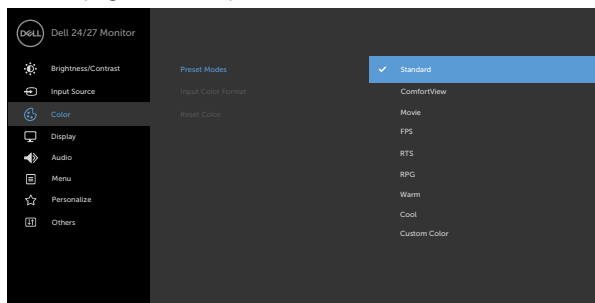 DELL
Dell 24/27 Monitor
Brightness/Contrast
Preset Modes
Standard
Input Source
Input Color Format
ComfortView
Color
Reset Color
Movie
Display
FPS
Audio
RTS
Menu
RPG
Personalize
Warm
Others
Cool
Custom Color